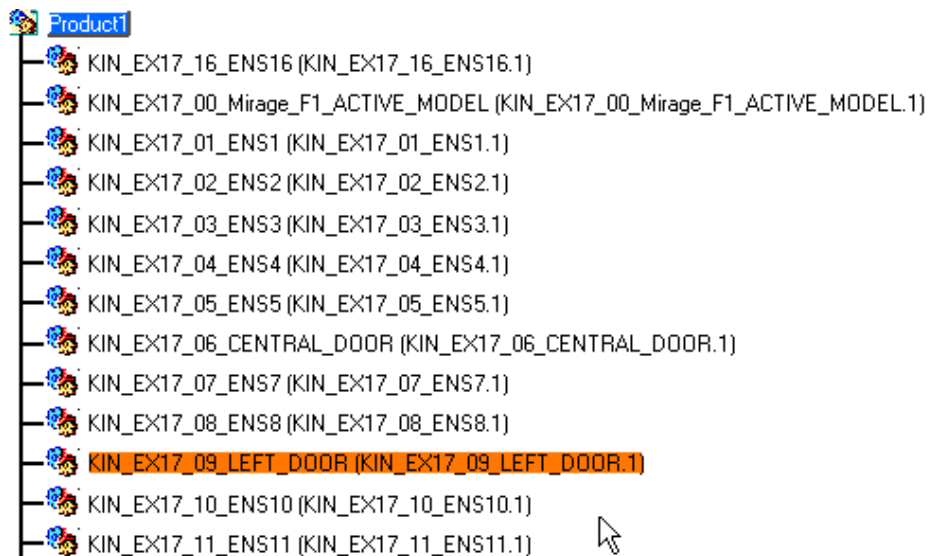 Product1
KIN_EX17_16_ENS16 (KIN_EX17_16_ENS16.1)
KIN_EX17_00_Mirage_F1_ACTIVE_MODEL (KIN_EX17_00_Mirage_F1_ACTIVE_MODEL.1)
KIN_EX17_01_ENS1 (KIN_EX17_01_ENS1.1)
KIN_EX17_02_ENS2 (KIN_EX17_02_ENS2.1)
KIN_EX17_03_ENS3 (KIN_EX17_03_ENS3.1)
KIN_EX17_04_ENS4 (KIN_EX17_04_ENS4.1)
KIN_EX17_05_ENS5 (KIN_EX17_05_ENS5.1)
KIN_EX17_06_CENTRAL_DOOR (KIN_EX17_06_CENTRAL_DOOR.1)
KIN_EX17_07_ENS7 (KIN_EX17_07_ENS7.1)
KIN_EX17_08_ENS8 (KIN_EX17_08_ENS8.1)
KIN_EX17_09_LEFT_DOOR (KIN_EX17_09_LEFT_DOOR.1)
KIN_EX17_10_ENS10 (KIN_EX17_10_ENS10.1)
KIN_EX17_11_ENS11 (KIN_EX17_11_ENS11.1)